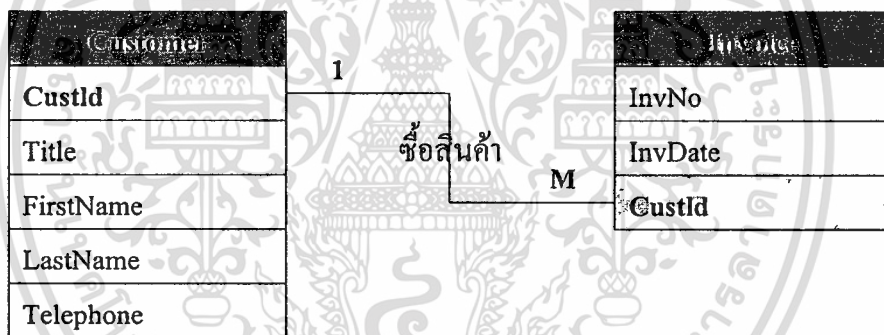 Customer
CustId
Title
FirstName
LastName
Telephone
1
ซื้อสินค้า
M
Invoice
InvNo
InvDate
CustId